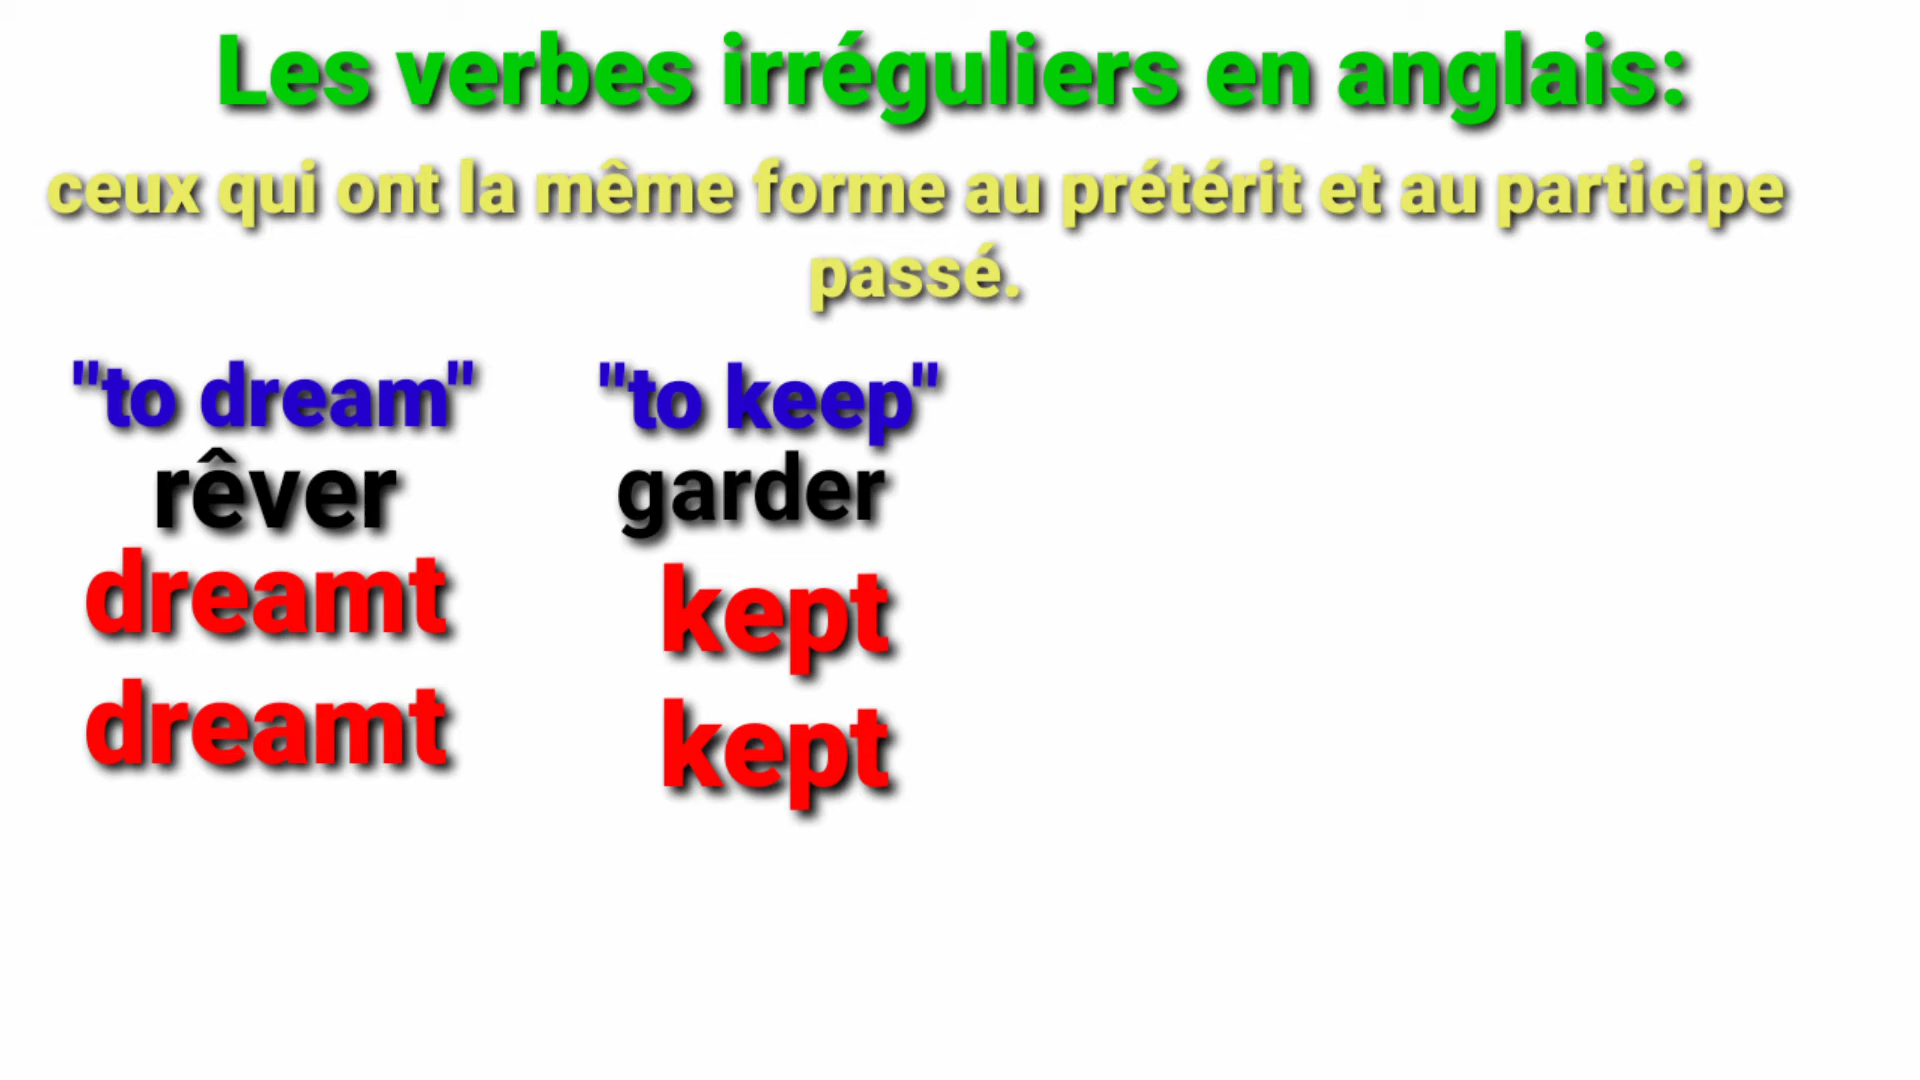 Les verbes irréguliers en anglais:
ceux qui ont la même forme au prétérit et au participe
passé.
"to dream"
rêver
dreamt
dreamt
"to keep"
garder
kept
kept